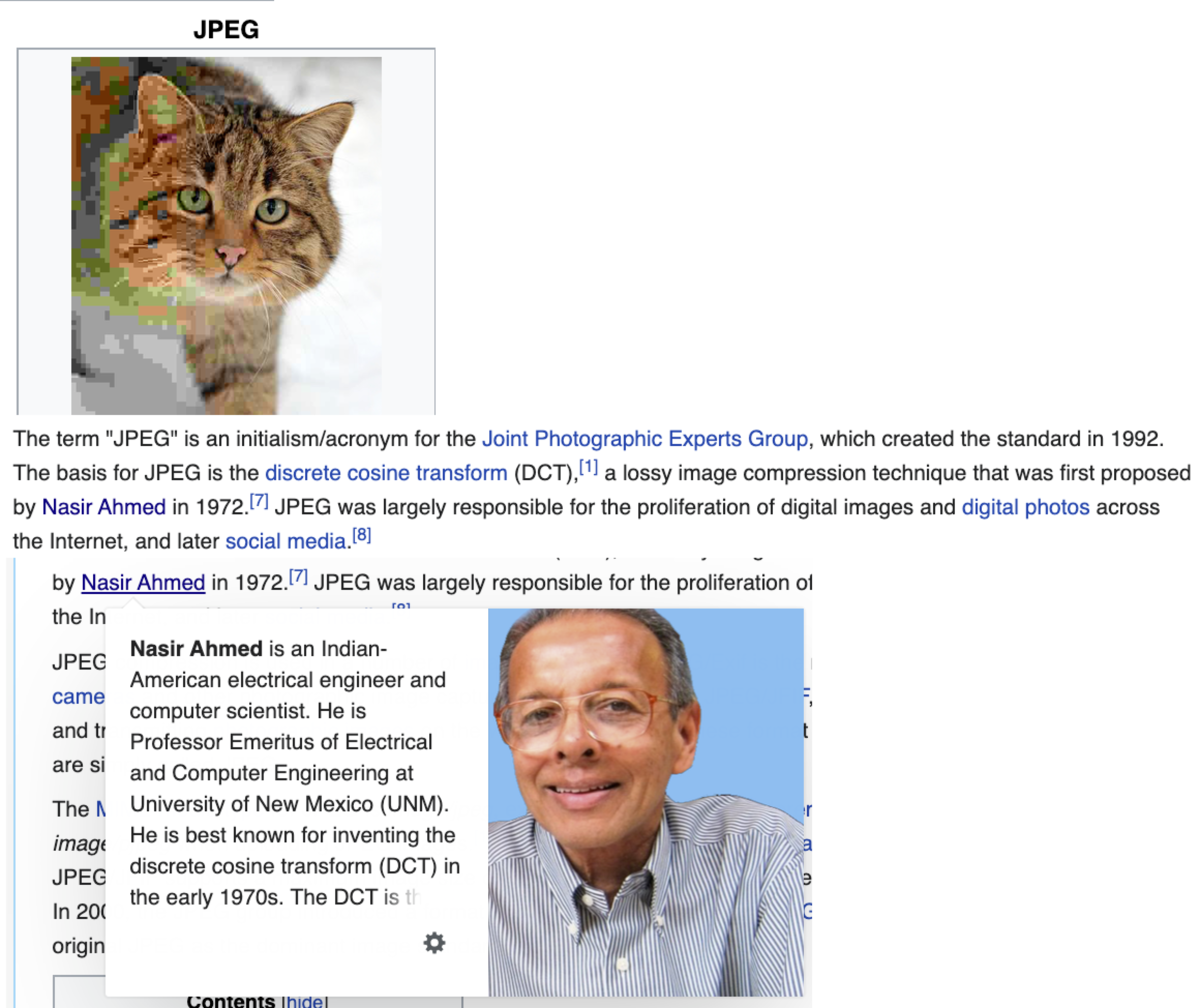 JPEG
The term "JPEG" is an initialism/acronym for the Joint Photographic Experts Group, which created the standard in 1992.
The basis for JPEG is the discrete cosine transform (DCT),[1] a lossy image compression technique that was first proposed
by Nasir Ahmed in 1972.[7] JPEG was largely responsible for the proliferation of digital images and digital photos across
the Internet, and later social media.[8]
by Nasir Ahmed in 1972.[7] JPEG was largely responsible for the proliferation of
the In
[8]
Nasir Ahmed is an Indian-
American electrical engineer and
computer scientist. He is
Professor Emeritus of Electrical
and Computer Engineering at
University of New Mexico (UNM).
He is best known for inventing the
discrete cosine transform (DCT) in
the early 1970s. The DCT is th
JPEG
came
and tr
are si
The M
image
JPEG
In 200
origin
Contents [hide]